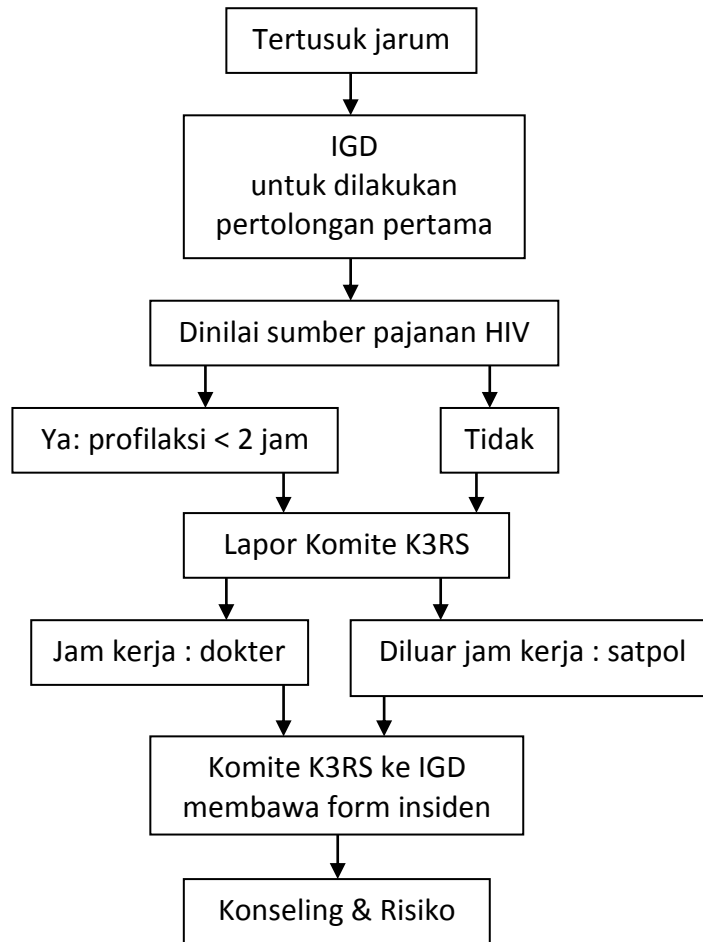 Tertusuk jarum
IGD
untuk dilakukan
pertolongan pertama
Dinilai sumber pajanan HIV
Ya: profilaksi < 2 jam
Tidak
Lapor Komite K3RS
Jam kerja : dokter
Diluar jam kerja : satpol
Komite K3RS ke IGD
membawa form insiden
Konseling & Risiko